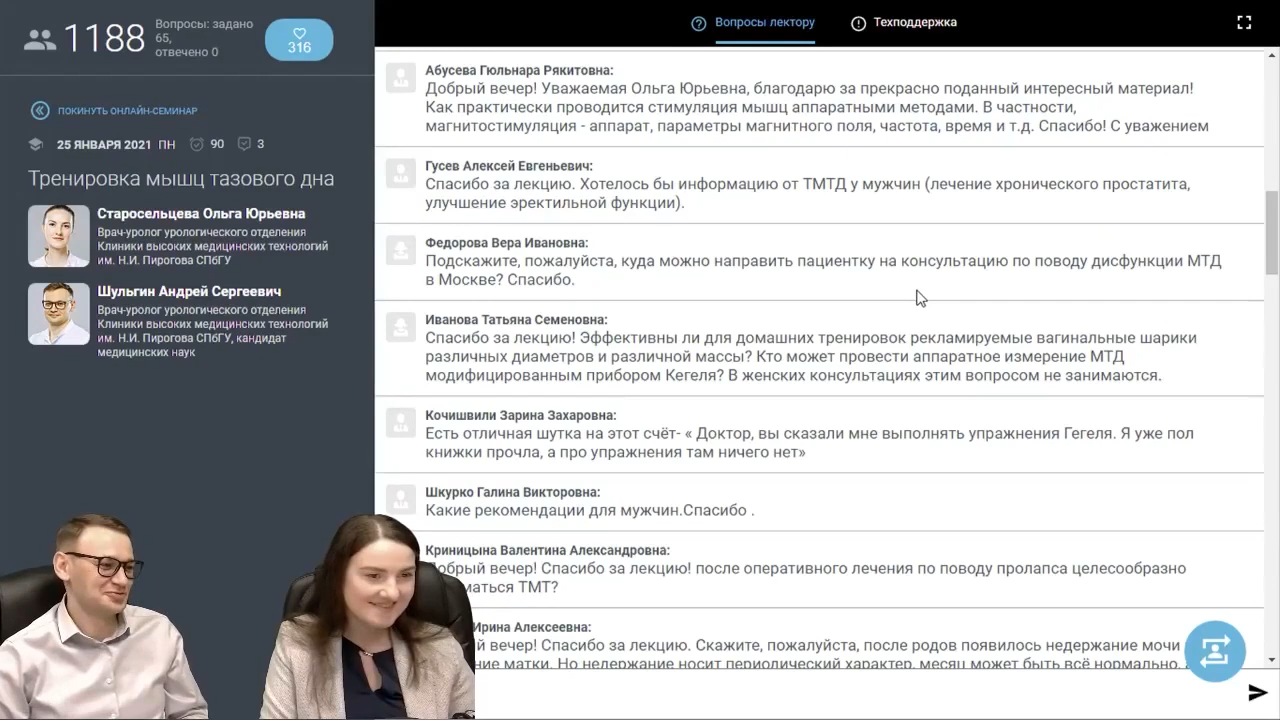 1188
Вопросы: задано
65,
отвечено 0
316
Вопросы лектору
Техподдержка
ПОКИНУТЬ ОНЛАЙН-СЕМИНАР
25 ЯНВАРЯ 2021 ПН 90 3
Тренировка мышц тазового дна
Старосельцева Ольга Юрьевна
Врач-уролог урологического отделения
Клиники высоких медицинских технологий
им. Н.И. Пирогова СПбГУ
Шульгин Андрей Сергеевич
Врач-уролог урологического отделения
Клиники высоких медицинских технологий
им. Н.И. Пирогова СПбГУ, кандидат
медицинских наук
Абусева Гюльнара Рякитовна:
Добрый вечер! Уважаемая Ольга Юрьевна, благодарю за прекрасно поданный интересный материал!
Как практически проводится стимуляция мышц аппаратными методами. В частности,
магнитостимуляция - аппарат, параметры магнитного поля, частота, время и т.д. Спасибо! С уважением
Гусев Алексей Евгеньевич:
Спасибо за лекцию. Хотелось бы информацию от ТМТД у мужчин (лечение хронического простатита,
улучшение эректильной функции).
Федорова Вера Ивановна:
Подскажите, пожалуйста, куда можно направить пациентку на консультацию по поводу дисфункции МТД
в Москве? Спасибо.
Иванова Татьяна Семеновна:
Спасибо за лекцию! Эффективны ли для домашних тренировок рекламируемые вагинальные шарики
различных диаметров и различной массы? Кто может провести аппаратное измерение МТД
модифицированным прибором Кегеля? В женских консультациях этим вопросом не занимаются.
Кочишвили Зарина Захаровна:
Есть отличная шутка на этот счёт- « Доктор, вы сказали мне выполнять упражнения Гегеля. Я уже пол
книжки прочла, а про упражнения там ничего нет»
Шкурко Галина Викторовна:
Какие рекомендации для мужчин.Спасибо .
Криницына Валентина Александровна:
Добрый вечер! Спасибо за лекцию! после оперативного лечения по поводу пролапса целесообразно
маться ТМТ?
Ирина Алексеевна:
й вечер! Спасибо за лекцию. Скажите, пожалуйста, после родов появилось недержание мочи
ние матки. Но недержание носит периодический характер, месяц может быть всё нормально,